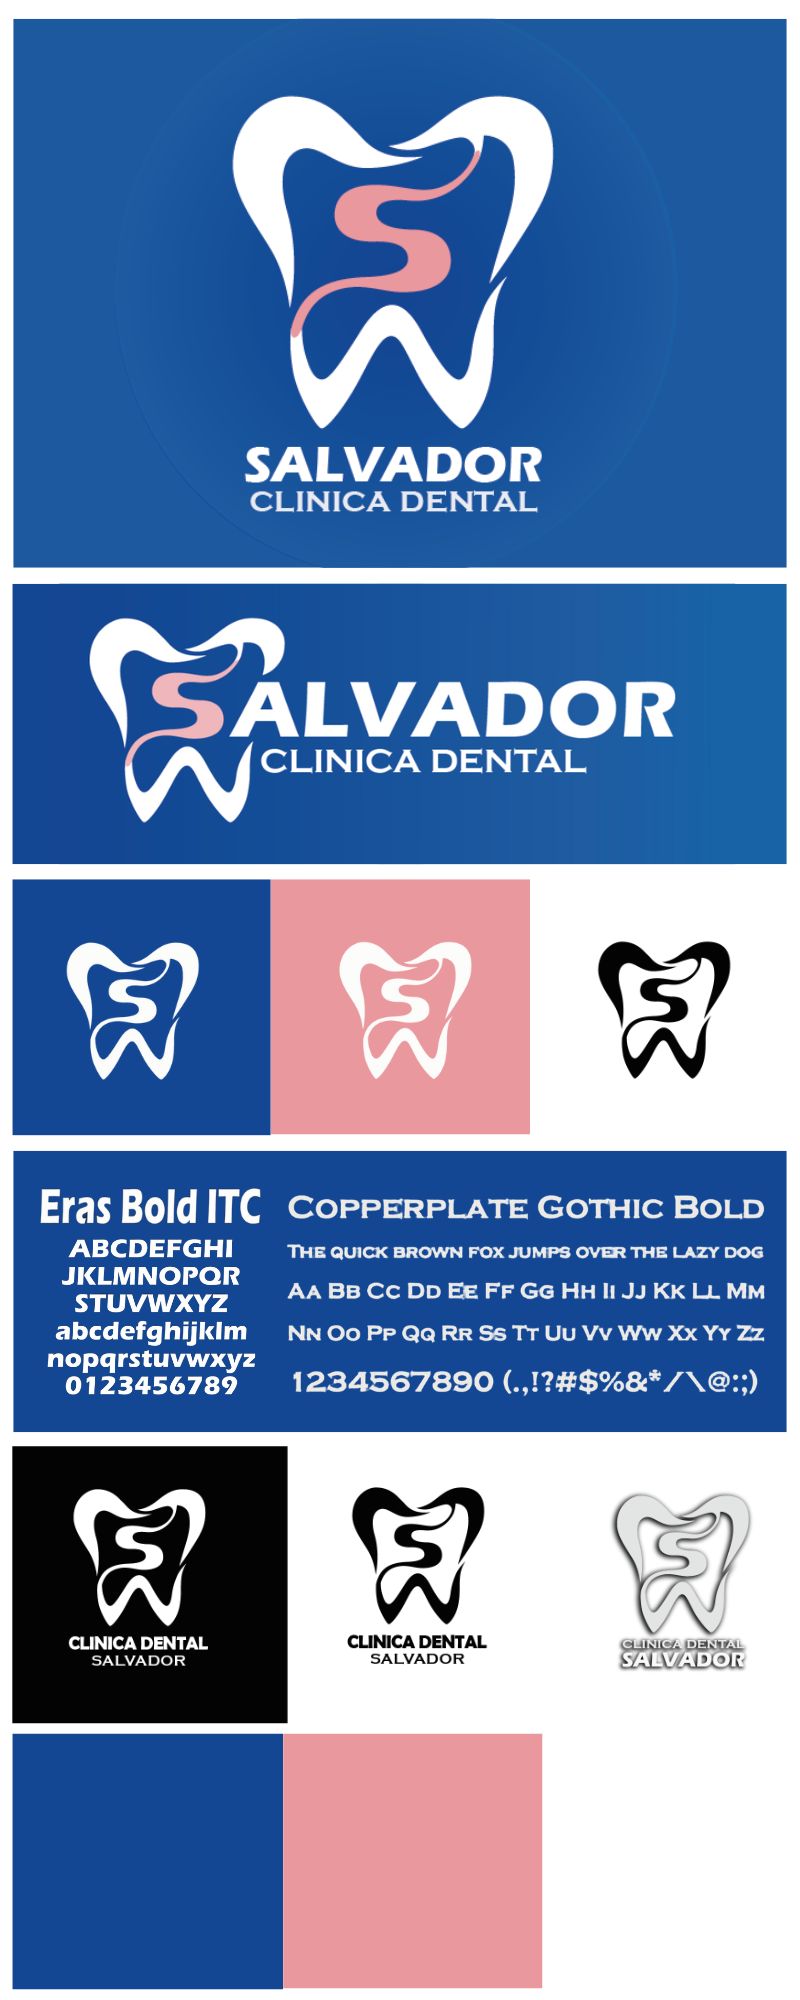 SALVADOR
CLINICA DENTAL
SALVADOR
CLINICA DENTAL
Eras Bold ITC
ABCDEFGHI
JKLMNOPQR
STUVWXYZ
abcdefghijklm
nopqrstuvwxyz
0123456789
COPPERPLATE GOTHIC BOLD
THE QUICK BROWN FOX JUMPS OVER THE LAZY DOG
AA BB CC DD EE FF GG HH II JJ KK LL MM
NN OO PP QQ RR SS TT UU VV WW XX YY ZZ
1234567890 (.,!?#$%&*/\@:;)
CLINICA DENTAL
SALVADOR
CLINICA DENTAL
SALVADOR
CLINICA DENTAL
SALVADOR